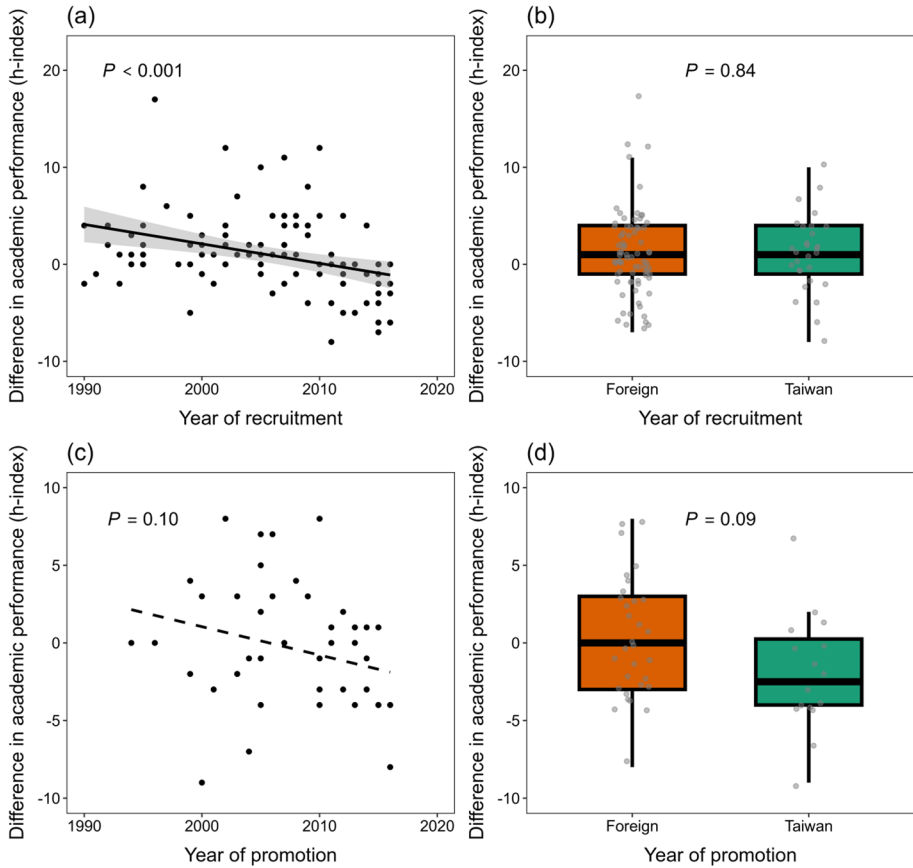 (a)
Difference in academic performance (h-index)
P < 0.001
20
10
0
-10
1990
2000
2010
2020
Year of recruitment
(b)
Difference in academic performance (h-index)
P = 0.84
20
10
0
-10
Foreign
Taiwan
Year of recruitment
(c)
Difference in academic performance (h-index)
P = 0.10
10
5
0
-5
-10
1990
2000
2010
2020
Year of promotion
(d)
Difference in academic performance (h-index)
P = 0.09
10
5
0
-5
-10
Foreign
Taiwan
Year of promotion